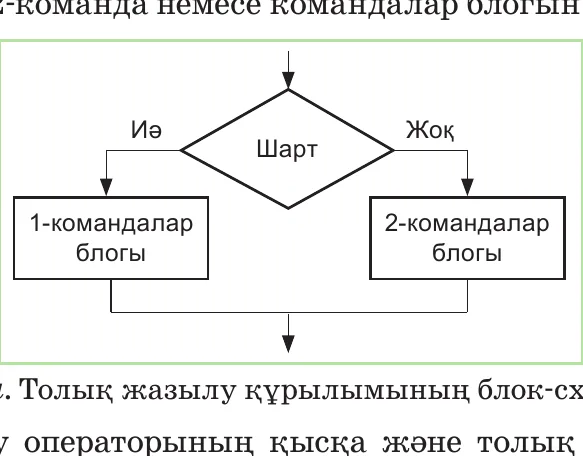 2-команда немесе командалар блогын
Иә
Жоқ
Шарт
1-командалар
блогы
2-командалар
блогы
Толық жазылу құрылымының блок-сх
операторының қысқа және толық